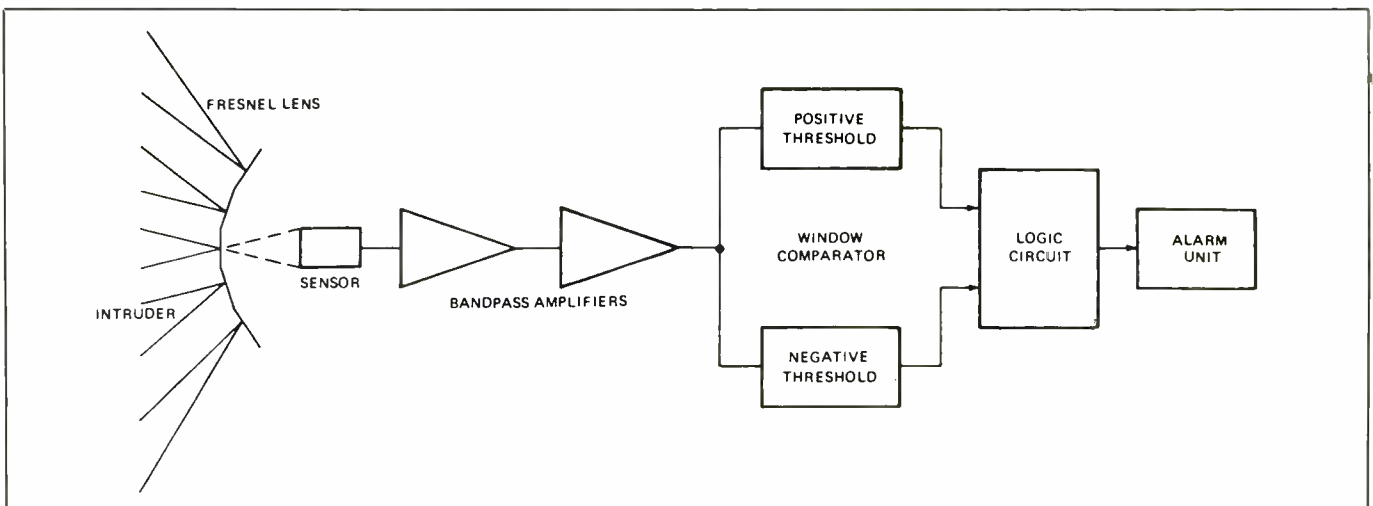 FRESNEL LENS
INTRUDER
SENSOR
BANDPASS AMPLIFIERS
POSITIVE
THRESHOLD
WINDOW
COMPARATOR
NEGATIVE
THRESHOLD
LOGIC
CIRCUIT
ALARM
UNIT